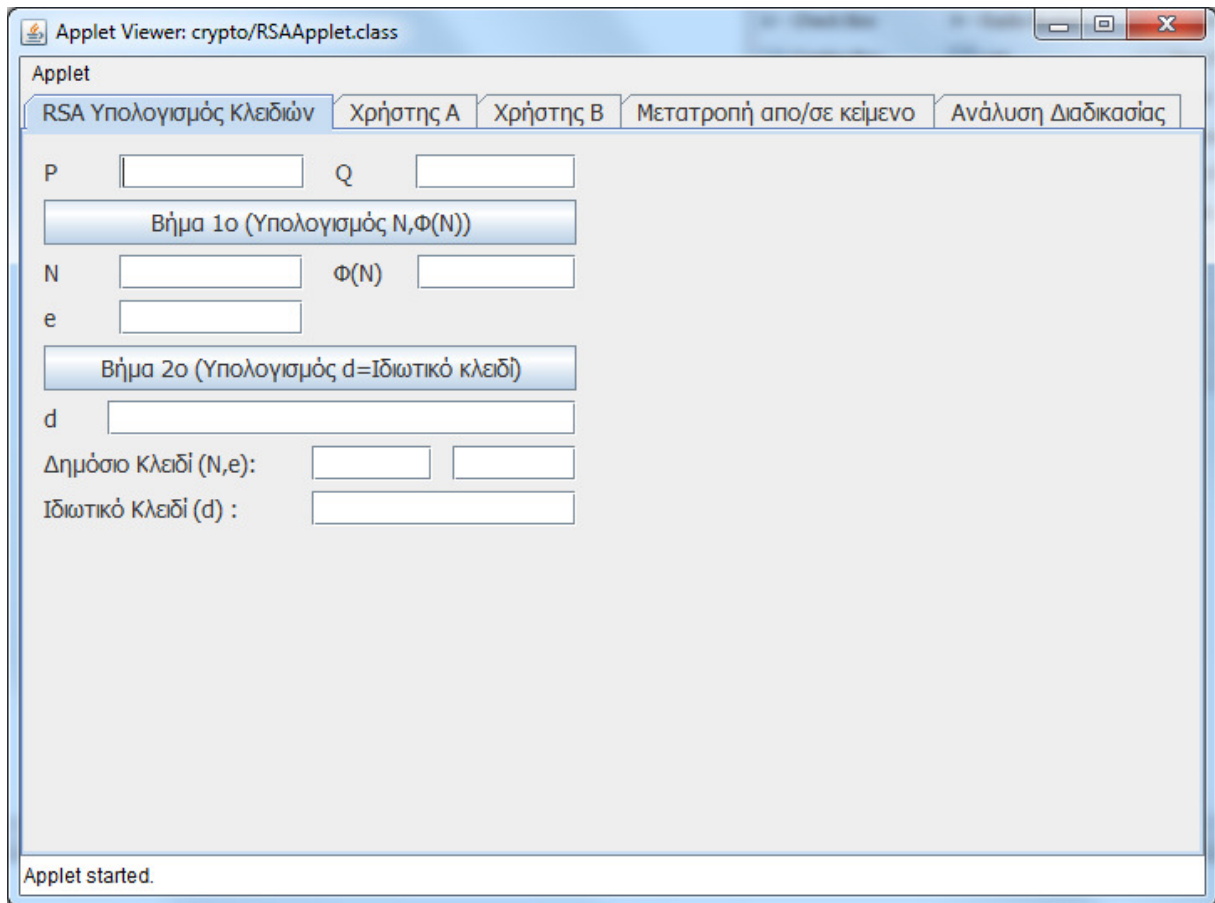 Applet Viewer: crypto/RSAApplet.class
Applet
RSA Υπολογισμός Κλειδιών Χρήστης Α Χρήστης Β Μετατροπή απο/σε κείμενο Ανάλυση Διαδικασίας
P Q
Βήμα 1ο (Υπολογισμός Ν,Φ(Ν))
N Φ(Ν)
e
Βήμα 2ο (Υπολογισμός d=Ιδιωτικό κλειδί)
d
Δημόσιο Κλειδί (N,e):
Ιδιωτικό Κλειδί (d) :
Applet started.